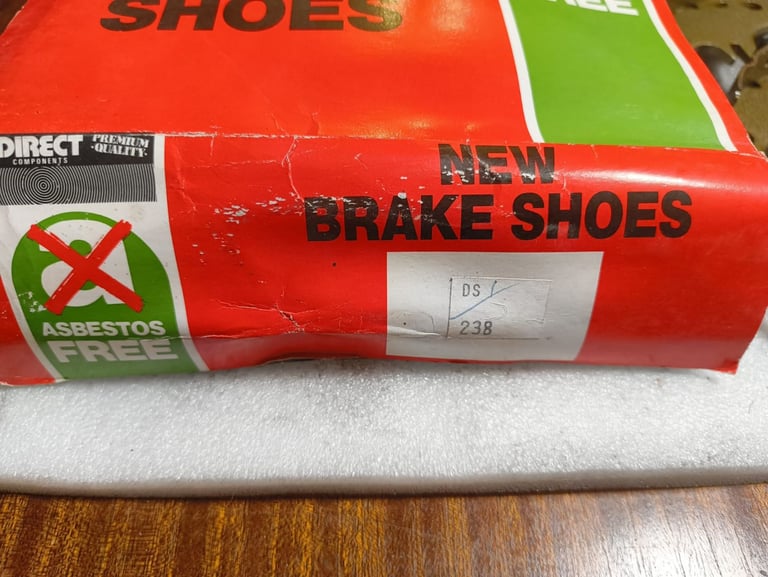 SHOES
DIRECT
COMPONENTS
PREMIUM
·QUALITY·
a
ASBESTOS
FREE
NEW
BRAKE SHOES
DS
238